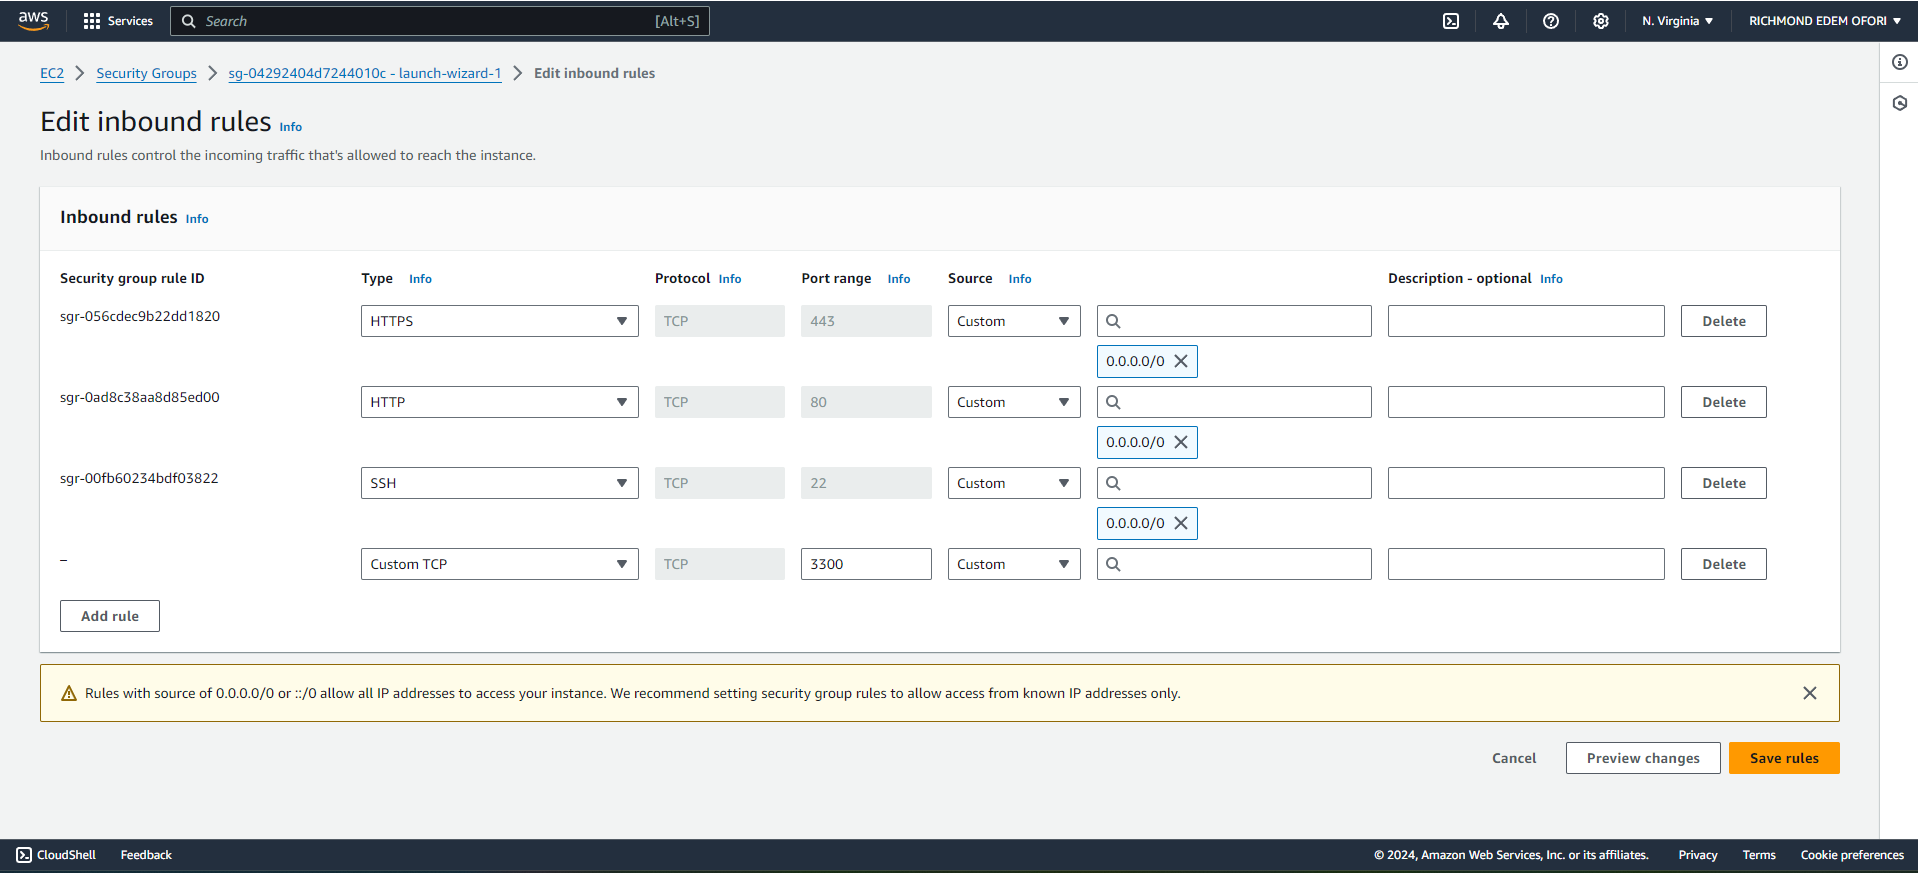 aws Services Search [Alt+S] N. Virginia RICHMOND EDEM OFORI
EC2 Security Groups sg-04292404d7244010c - launch-wizard-1 Edit inbound rules
Edit inbound rules Info
Inbound rules control the incoming traffic that's allowed to reach the instance.
Inbound rules Info
Security group rule ID Type Info Protocol Info Port range Info Source Info Description - optional Info
sgr-056cdec9b22dd1820 HTTPS TCP 443 Custom Delete
0.0.0.0/0
sgr-0ad8c38aa8d85ed00 HTTP TCP 80 Custom Delete
0.0.0.0/0
sgr-00fb60234bdf03822 SSH TCP 22 Custom Delete
0.0.0.0/0
– Custom TCP TCP 3300 Custom Delete
Add rule
Rules with source of 0.0.0.0/0 or ::/0 allow all IP addresses to access your instance. We recommend setting security group rules to allow access from known IP addresses only.
Cancel Preview changes Save rules
CloudShell Feedback © 2024, Amazon Web Services, Inc. or its affiliates. Privacy Terms Cookie preferences